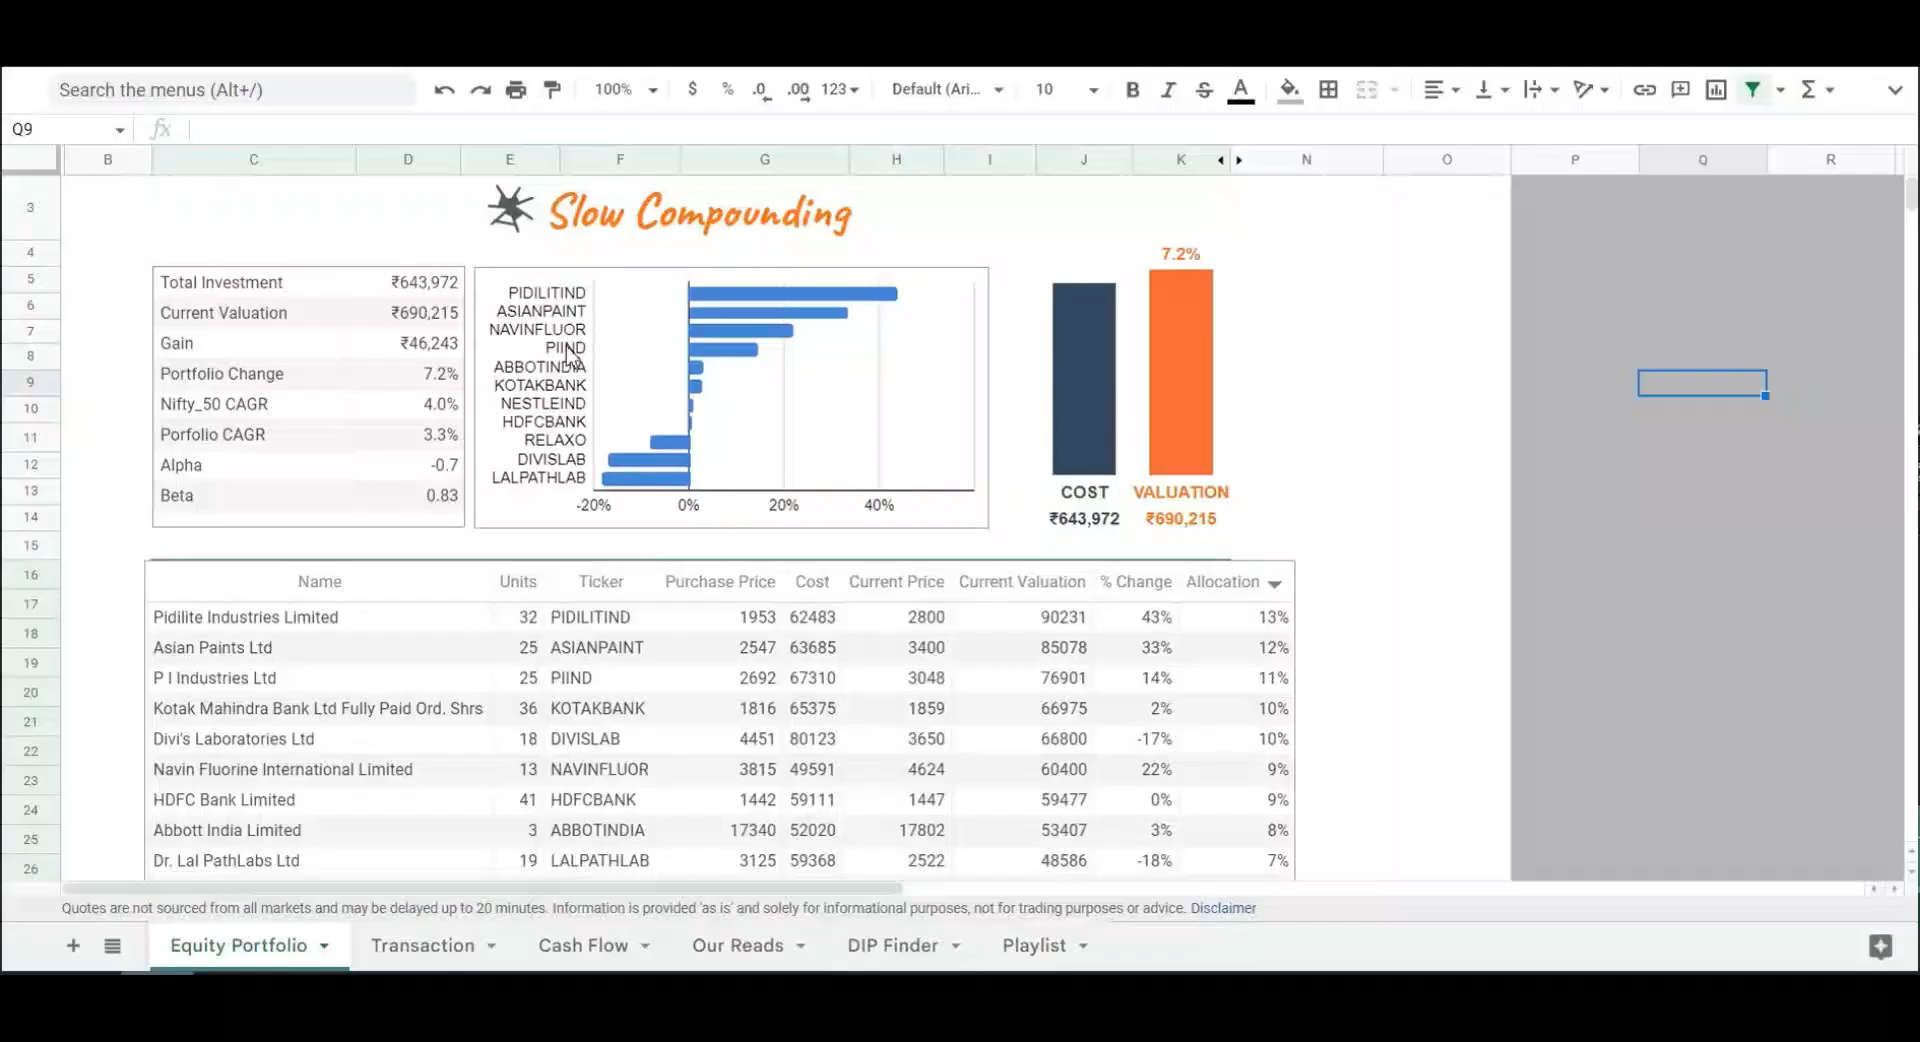 Search the menus (Alt+/) 100% $ % .0 .00 123 Default (Ari... 10 B I S A Σ
Q9 fx
B C D E F G H I J K N O P Q R
3 Slow Compounding
4 7.2%
5 Total Investment ₹643,972
6 Current Valuation ₹690,215
7 Gain ₹46,243
8 Portfolio Change 7.2%
9 Nifty_50 CAGR 4.0%
10 Porfolio CAGR 3.3%
11 Alpha -0.7
12 Beta 0.83
13
14
15
PIDILITIND
ASIANPAINT
NAVINFLUOR
PIIND
ABBOTINDIA
KOTAKBANK
NESTLEIND
HDFCBANK
RELAXO
DIVISLAB
LALPATHLAB
-20% 0% 20% 40%
COST VALUATION
₹643,972 ₹690,215
16 Name Units Ticker Purchase Price Cost Current Price Current Valuation % Change Allocation
17 Pidilite Industries Limited 32 PIDILITIND 1953 62483 2800 90231 43% 13%
18 Asian Paints Ltd 25 ASIANPAINT 2547 63685 3400 85078 33% 12%
19 P I Industries Ltd 25 PIIND 2692 67310 3048 76901 14% 11%
20 Kotak Mahindra Bank Ltd Fully Paid Ord. Shrs 36 KOTAKBANK 1816 65375 1859 66975 2% 10%
21 Divi's Laboratories Ltd 18 DIVISLAB 4451 80123 3650 66800 -17% 10%
22 Navin Fluorine International Limited 13 NAVINFLUOR 3815 49591 4624 60400 22% 9%
23 HDFC Bank Limited 41 HDFCBANK 1442 59111 1447 59477 0% 9%
24 Abbott India Limited 3 ABBOTINDIA 17340 52020 17802 53407 3% 8%
25 Dr. Lal PathLabs Ltd 19 LALPATHLAB 3125 59368 2522 48586 -18% 7%
26
Quotes are not sourced from all markets and may be delayed up to 20 minutes. Information is provided 'as is' and solely for informational purposes, not for trading purposes or advice. Disclaimer
Equity Portfolio Transaction Cash Flow Our Reads DIP Finder Playlist